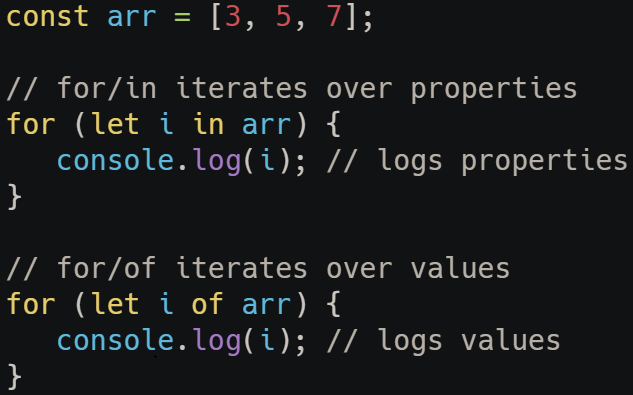 const arr = [3, 5, 7];
// for/in iterates over properties
for (let i in arr) {
   console.log(i); // logs properties
}
// for/of iterates over values
for (let i of arr) {
   console.log(i); // logs values
}